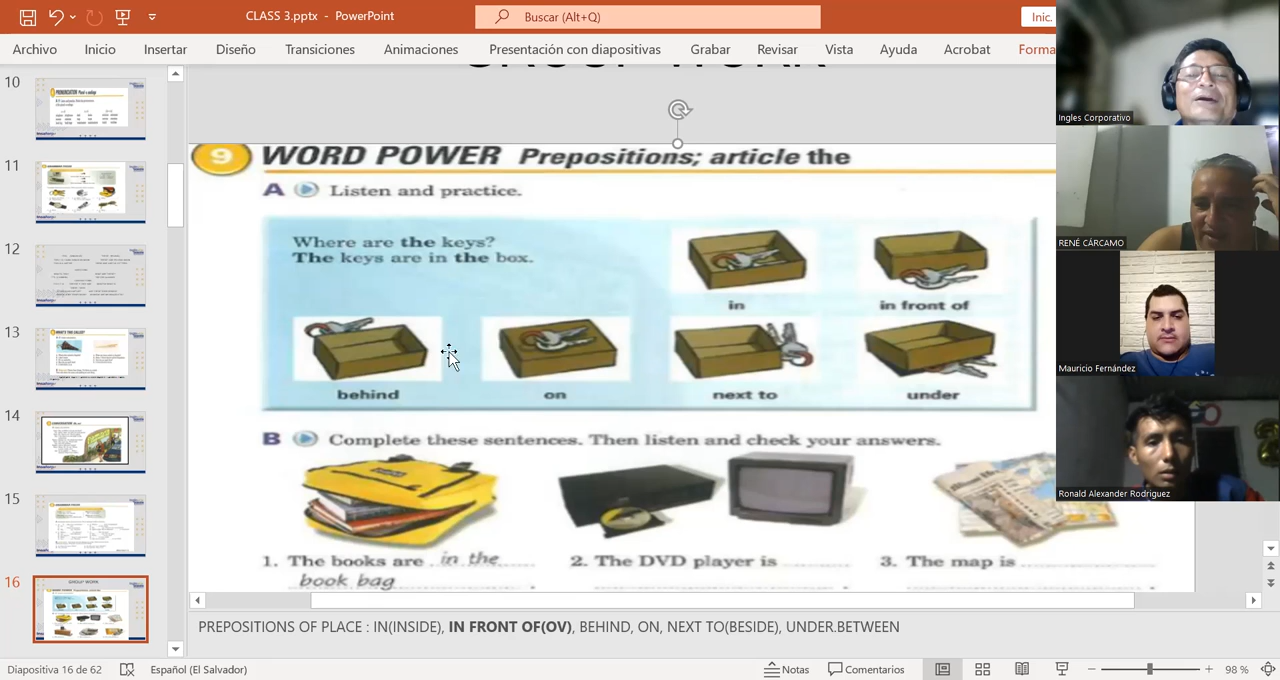 CLASS 3.pptx - PowerPoint
Buscar (Alt+Q)
Inic.
Archivo Inicio Insertar Diseño Transiciones Animaciones Presentación con diapositivas Grabar Revisar Vista Ayuda Acrobat Forma
10
11
12
13
14
15
16
GROUP WORK
9 WORD POWER Prepositions; article the
A Listen and practice.
Where are the keys?
The keys are in the box.
in
in front of
behind
on
next to
under
B Complete these sentences. Then listen and check your answers.
1. The books are in the
book bag
2. The DVD player is
3. The map is
Ingles Corporativo
RENÉ CÁRCAMO
Mauricio Fernández
Ronald Alexander Rodriguez
PREPOSITIONS OF PLACE : IN(INSIDE), IN FRONT OF(OV), BEHIND, ON, NEXT TO(BESIDE), UNDER.BETWEEN
Diapositiva 16 de 62 Español (El Salvador) Notas Comentarios 98 %